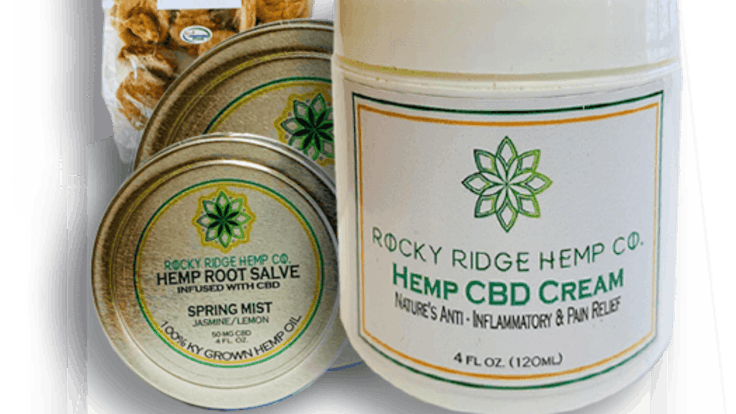 ROCKY RIDGE HEMP CO.
HEMP ROOT SALVE
INFUSED WITH CBD
SPRING MIST
JASMINE/LEMON
50 MG CBD
4 FL. OZ.
100% KY GROWN HEMP OIL
ROCKY RIDGE HEMP CO.
HEMP CBD CREAM
NATURE'S ANTI - INFLAMMATORY & PAIN RELIEF
4 FL OZ. (120ML)